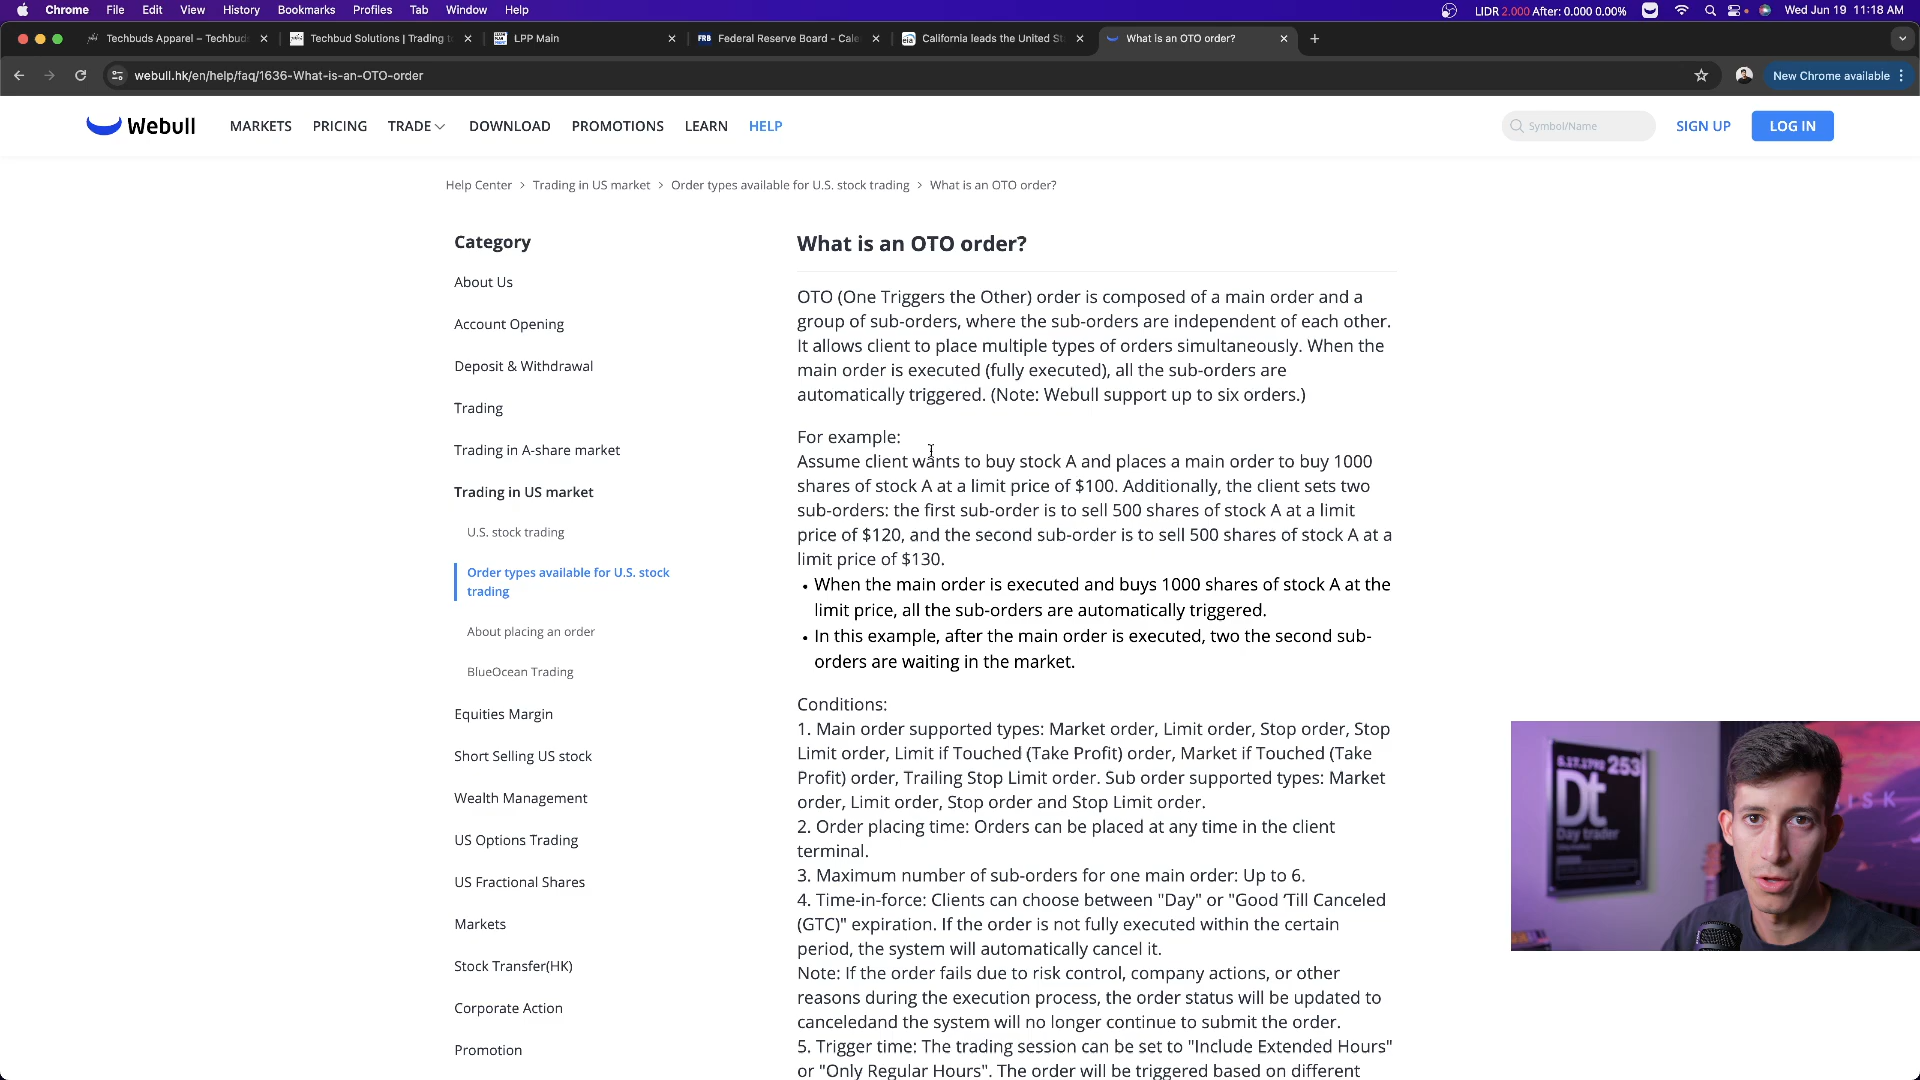 Chrome File Edit View History Bookmarks Profiles Tab Window Help
LIDR 2.000 After: 0.000 0.00% Wed Jun 19 11:18 AM
Techbuds Apparel – Techbuds
Techbud Solutions | Trading t
LPP Main
Federal Reserve Board - Cale
California leads the United St
What is an OTO order?
webull.hk/en/help/faq/1636-What-is-an-OTO-order
New Chrome available
Webull
MARKETS PRICING TRADE DOWNLOAD PROMOTIONS LEARN HELP
Symbol/Name
SIGN UP
LOG IN
Help Center > Trading in US market > Order types available for U.S. stock trading > What is an OTO order?
Category
About Us
Account Opening
Deposit & Withdrawal
Trading
Trading in A-share market
Trading in US market
U.S. stock trading
Order types available for U.S. stock
trading
About placing an order
BlueOcean Trading
Equities Margin
Short Selling US stock
Wealth Management
US Options Trading
US Fractional Shares
Markets
Stock Transfer(HK)
Corporate Action
Promotion
What is an OTO order?
OTO (One Triggers the Other) order is composed of a main order and a
group of sub-orders, where the sub-orders are independent of each other.
It allows client to place multiple types of orders simultaneously. When the
main order is executed (fully executed), all the sub-orders are
automatically triggered. (Note: Webull support up to six orders.)
For example:
Assume client wants to buy stock A and places a main order to buy 1000
shares of stock A at a limit price of $100. Additionally, the client sets two
sub-orders: the first sub-order is to sell 500 shares of stock A at a limit
price of $120, and the second sub-order is to sell 500 shares of stock A at a
limit price of $130.
• When the main order is executed and buys 1000 shares of stock A at the
limit price, all the sub-orders are automatically triggered.
• In this example, after the main order is executed, two the second sub-
orders are waiting in the market.
Conditions:
1. Main order supported types: Market order, Limit order, Stop order, Stop
Limit order, Limit if Touched (Take Profit) order, Market if Touched (Take
Profit) order, Trailing Stop Limit order. Sub order supported types: Market
order, Limit order, Stop order and Stop Limit order.
2. Order placing time: Orders can be placed at any time in the client
terminal.
3. Maximum number of sub-orders for one main order: Up to 6.
4. Time-in-force: Clients can choose between "Day" or "Good ‘Till Canceled
(GTC)" expiration. If the order is not fully executed within the certain
period, the system will automatically cancel it.
Note: If the order fails due to risk control, company actions, or other
reasons during the execution process, the order status will be updated to
canceledand the system will no longer continue to submit the order.
5. Trigger time: The trading session can be set to "Include Extended Hours"
or "Only Regular Hours". The order will be triggered based on different
253
Dt
Day trader
ISK